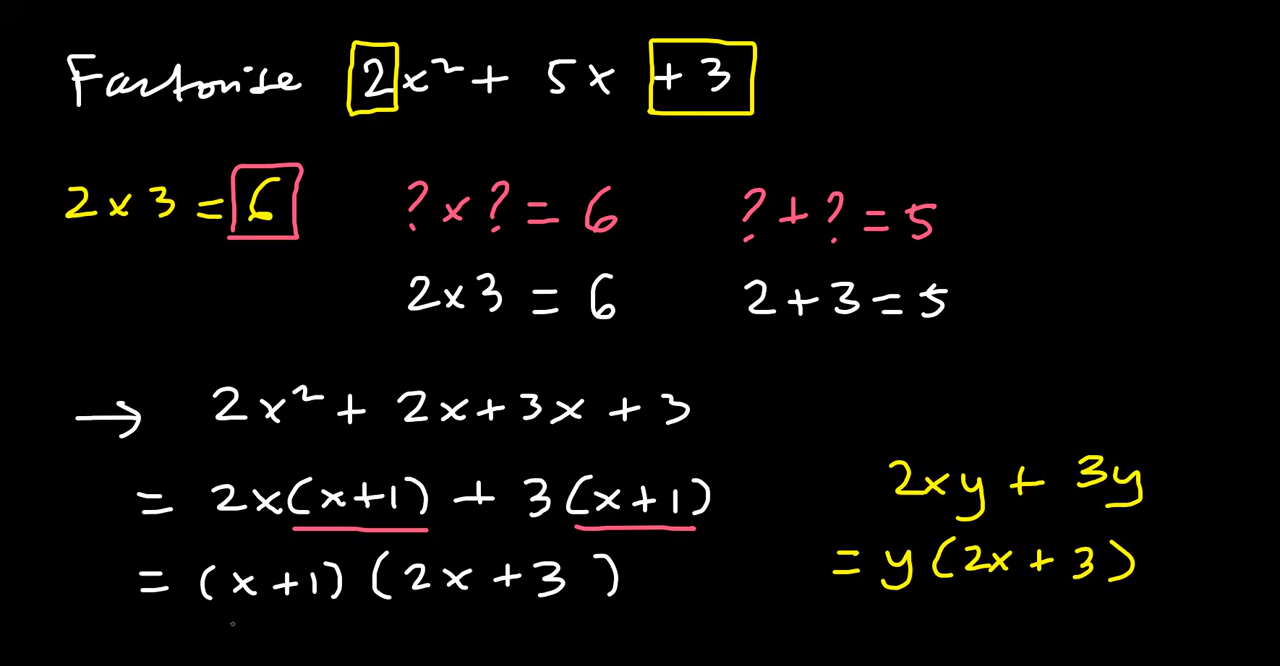 Factorise 2x² + 5x + 3
2 x 3 = 6 ? x ? = 6 ? + ? = 5
2 x 3 = 6 2 + 3 = 5
→ 2x² + 2x + 3x + 3
= 2x(x+1) + 3(x+1)
2xy + 3y
= (x+1)(2x+3)
= y(2x+3)